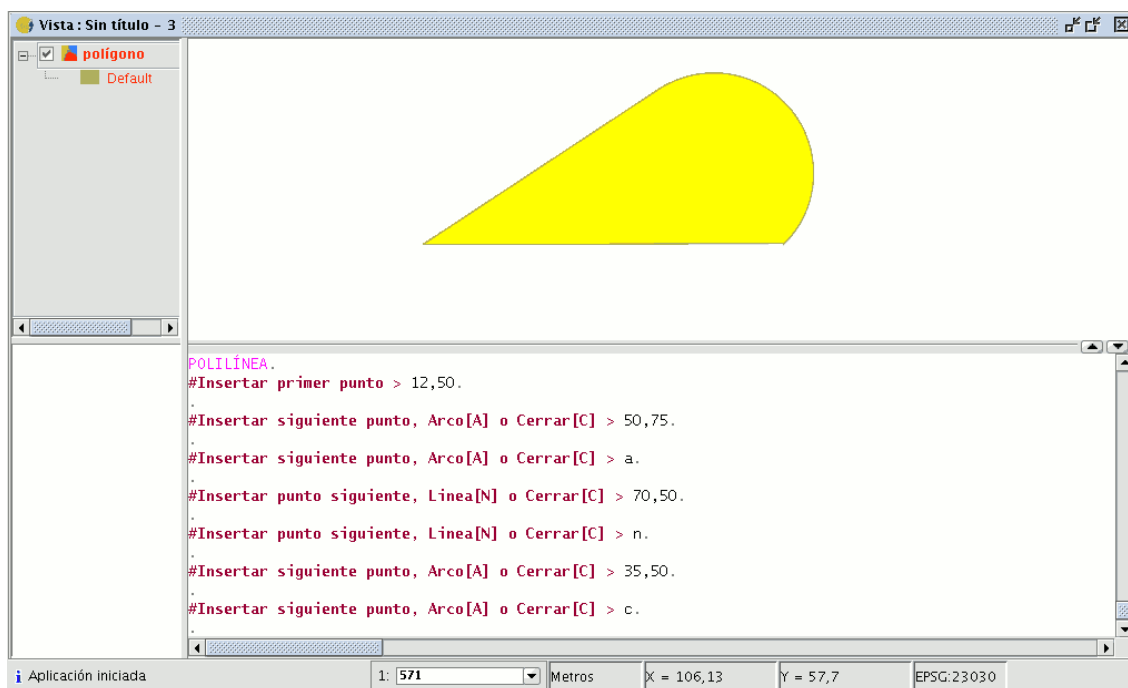 Vista : Sin título - 3
polígono
Default
POLILÍNEA.
#Insertar primer punto > 12,50.
.
#Insertar siguiente punto, Arco[A] o Cerrar[C] > 50,75.
.
#Insertar siguiente punto, Arco[A] o Cerrar[C] > a.
.
#Insertar punto siguiente, Linea[N] o Cerrar[C] > 70,50.
.
#Insertar punto siguiente, Linea[N] o Cerrar[C] > n.
.
#Insertar siguiente punto, Arco[A] o Cerrar[C] > 35,50.
.
#Insertar siguiente punto, Arco[A] o Cerrar[C] > c.
.
Aplicación iniciada 1: 571 Metros X = 106,13 Y = 57,7 EPSG:23030